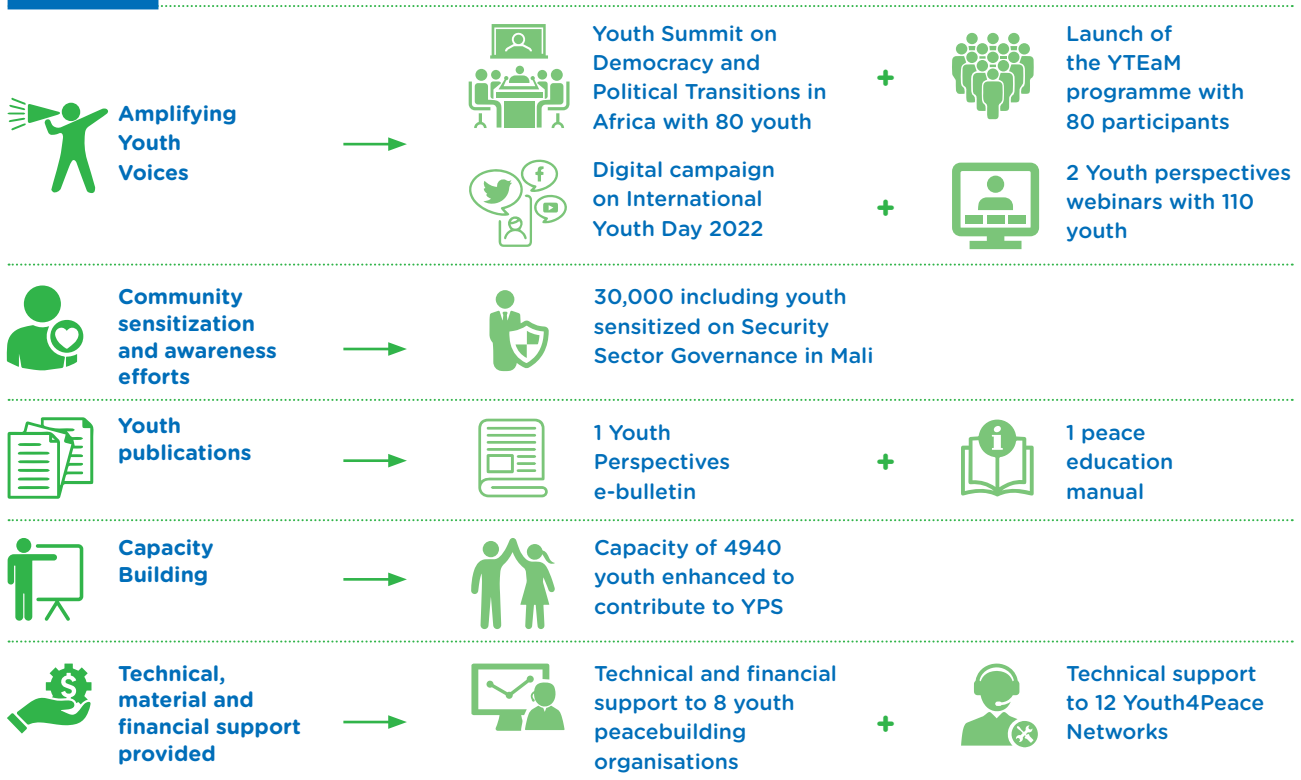 Amplifying
Youth
Voices
Youth Summit on
Democracy and
Political Transitions in
Africa with 80 youth
+
Launch of
the YTEaM
programme with
80 participants
Digital campaign
on International
Youth Day 2022
+
2 Youth perspectives
webinars with 110
youth
Community
sensitization
and awareness
efforts
30,000 including youth
sensitized on Security
Sector Governance in Mali
Youth
publications
1 Youth
Perspectives
e-bulletin
+
1 peace
education
manual
Capacity
Building
Capacity of 4940
youth enhanced to
contribute to YPS
Technical,
material and
financial support
provided
Technical and financial
support to 8 youth
peacebuilding
organisations
+
Technical support
to 12 Youth4Peace
Networks